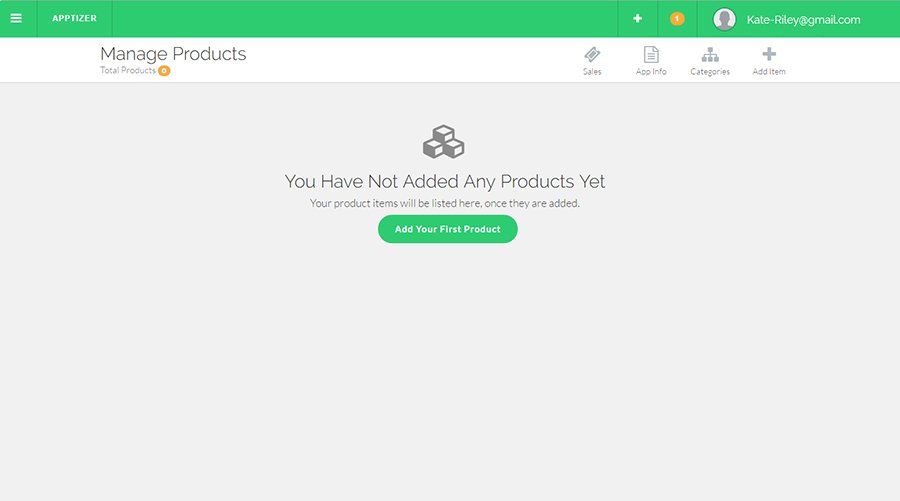 APPTIZER
1
Kate-Riley@gmail.com
Manage Products
Total Products 0
Sales
App Info
Categories
Add Item
You Have Not Added Any Products Yet
Your product items will be listed here, once they are added.
Add Your First Product